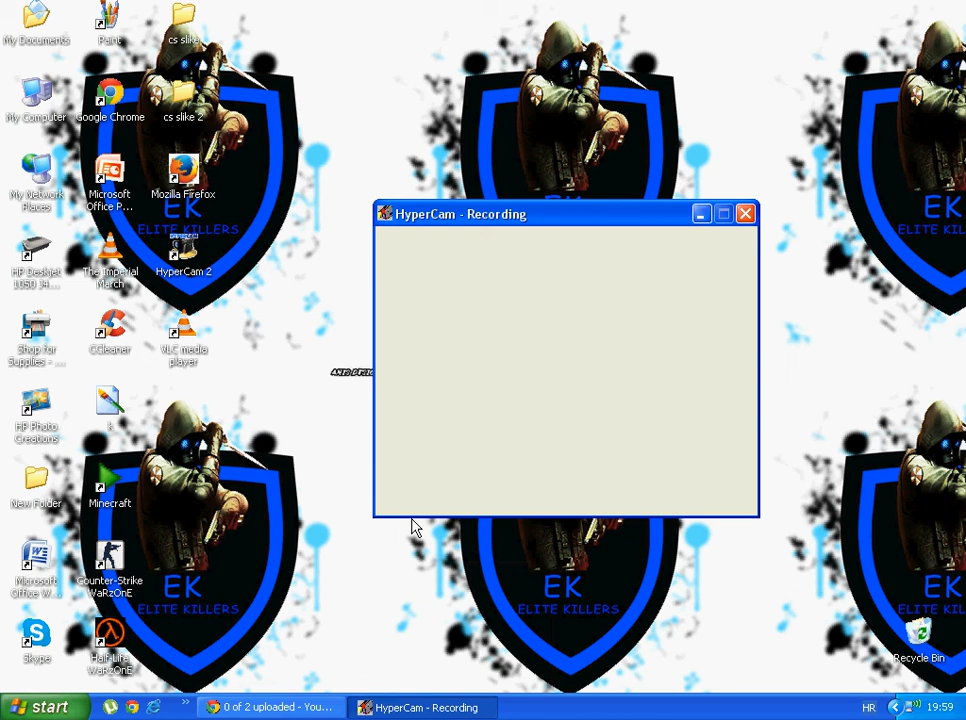 My Documents
Paint
cs slike
My Computer
Google Chrome
cs slike 2
My Network
Places
Microsoft
Office P...
Mozilla Firefox
EK
ELITE KILLERS
EK
EK
ELITE KILLERS
HyperCam - Recording
HP Deskjet
1050 J4...
The Imperial
March
HyperCam 2
Shop for
Supplies - ...
CCleaner
VLC media
player
HP Photo
Creations
k
New Folder
Minecraft
Microsoft
Office W...
Counter-Strike
WaRzOnE
EK
ELITE KILLERS
EK
ELITE KILLERS
EK
ELITE KILLERS
Skype
Half-Life
WaRzOnE
Recycle Bin
start
0 of 2 uploaded - You...
HyperCam - Recording
HR
19:59